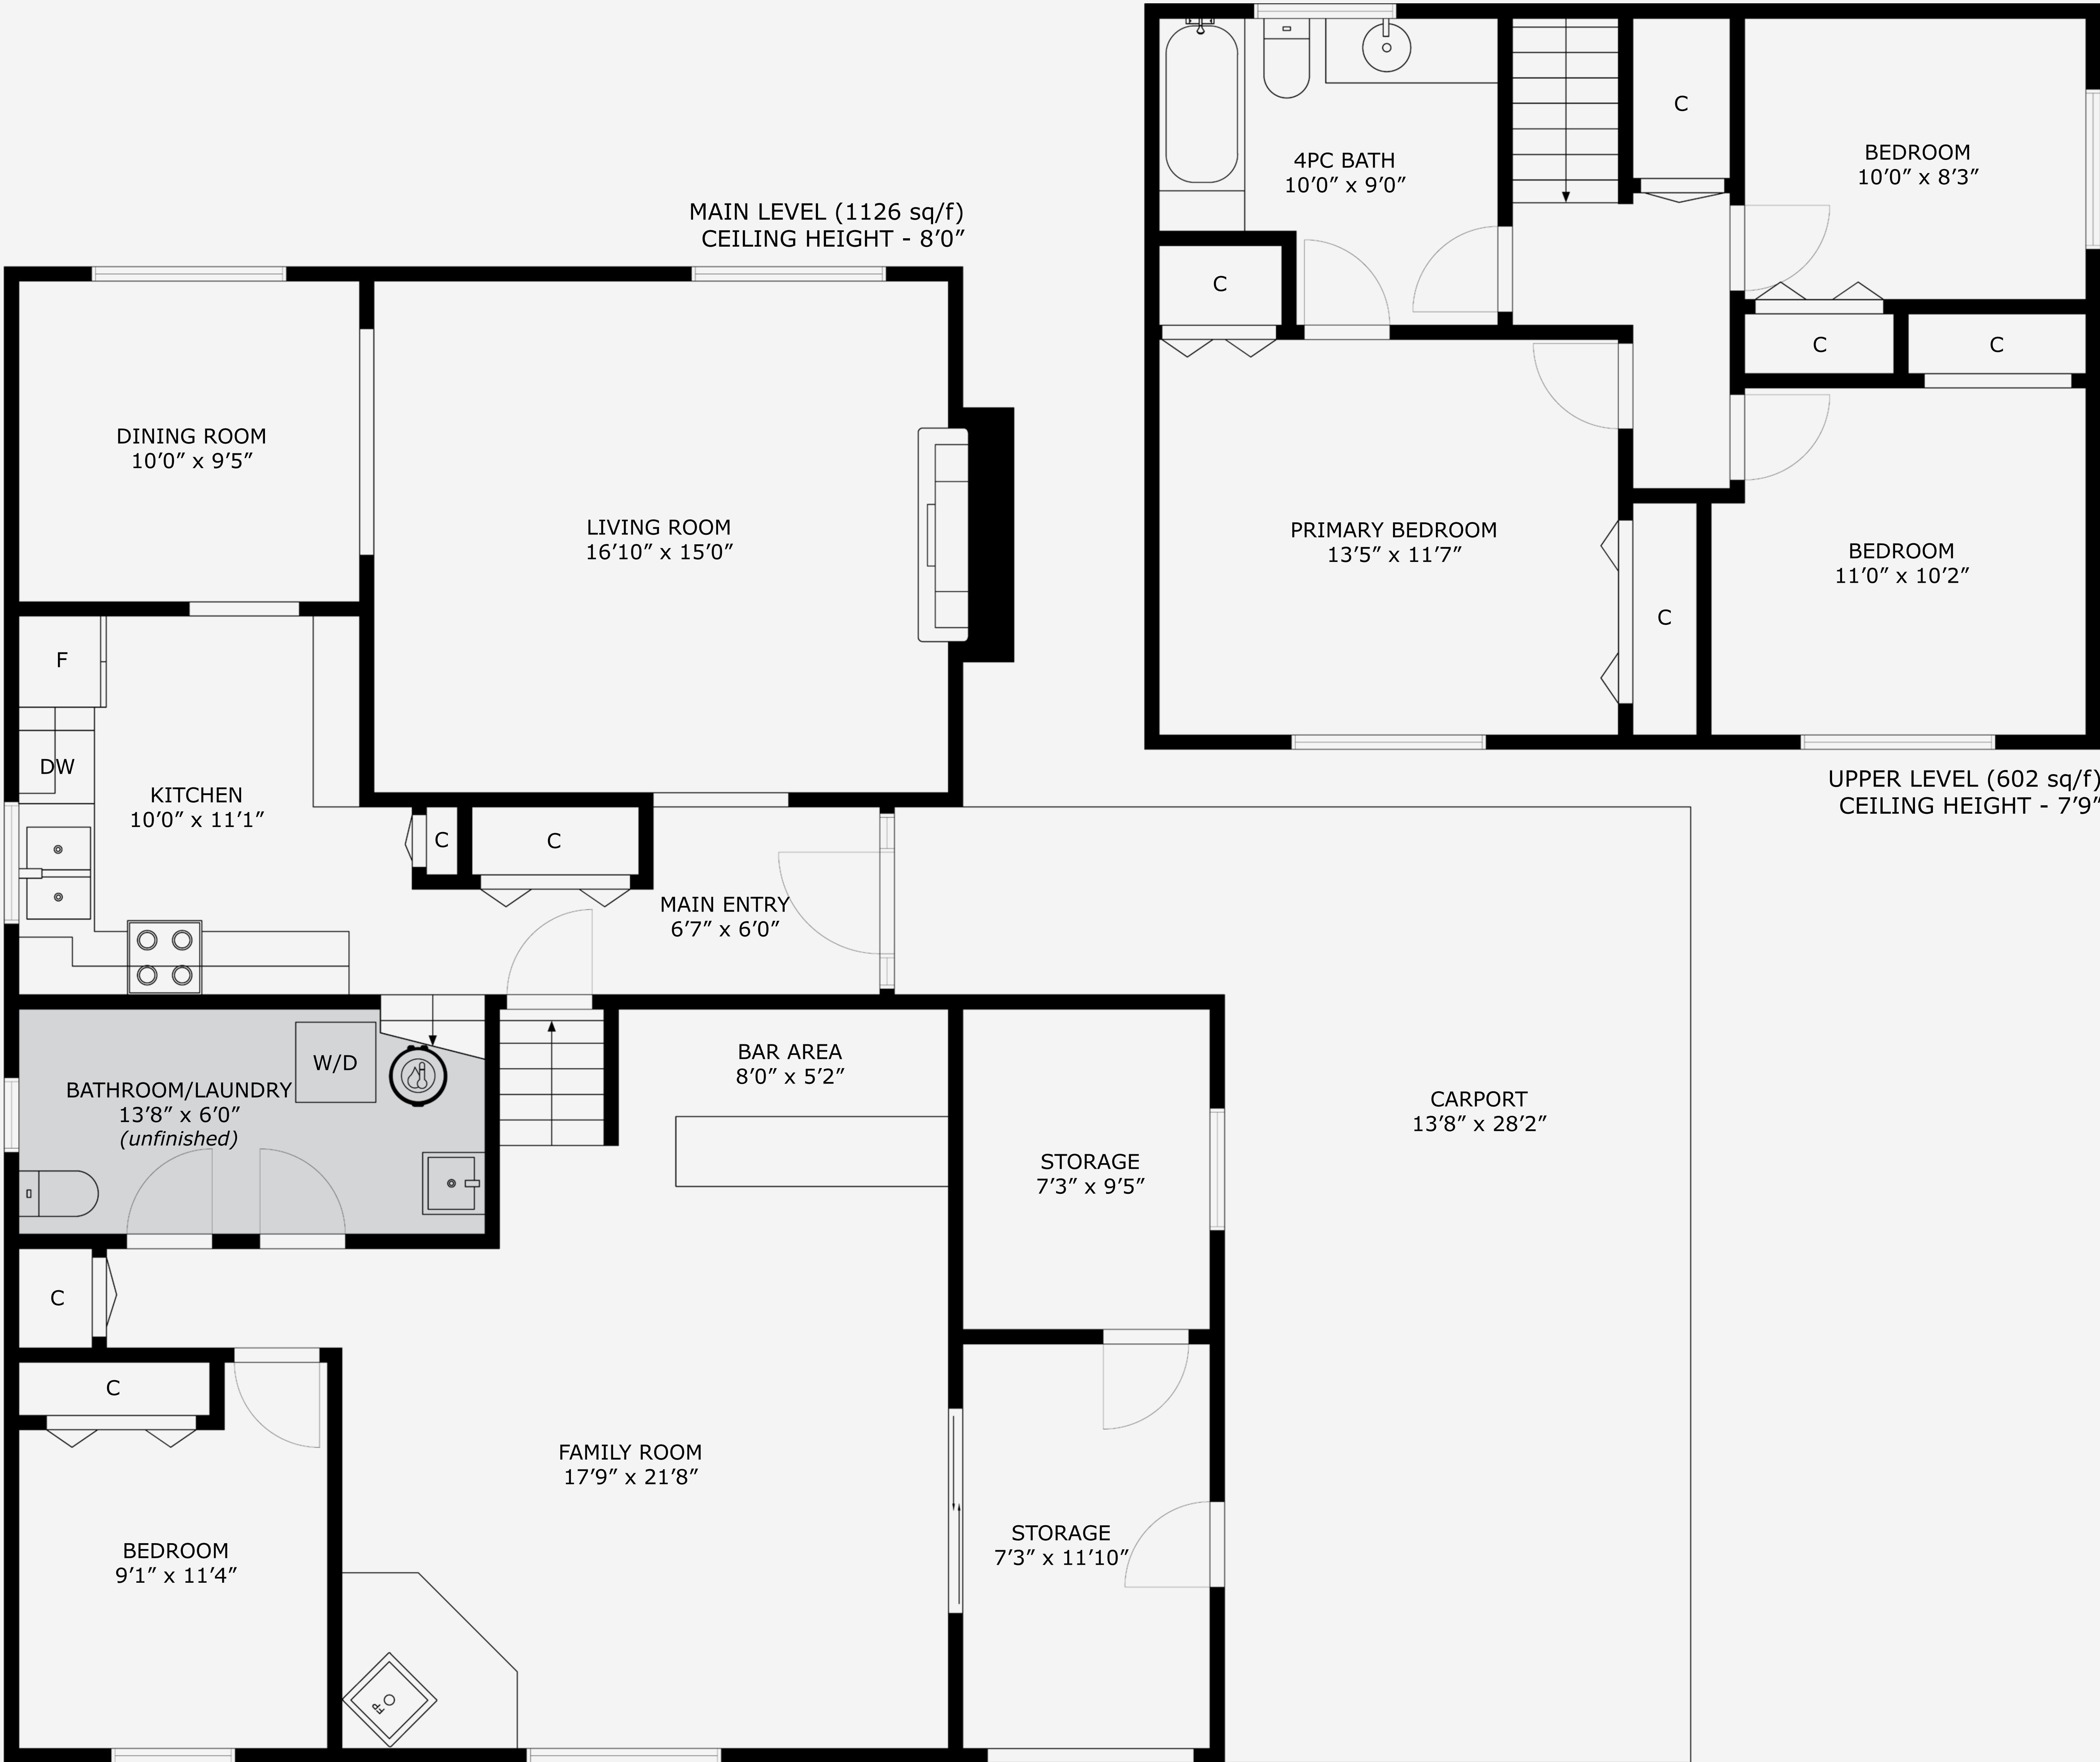 MAIN LEVEL (1126 sq/f)
CEILING HEIGHT - 8’0”
DINING ROOM
10’0” x 9’5”
LIVING ROOM
16’10” x 15’0”
F
DW
KITCHEN
10’0” x 11’1”
C
C
MAIN ENTRY
6’7” x 6’0”
W/D
BATHROOM/LAUNDRY
13’8” x 6’0”
(unfinished)
BAR AREA
8’0” x 5’2”
STORAGE
7’3” x 9’5”
CARPORT
13’8” x 28’2”
C
C
FAMILY ROOM
17’9” x 21’8”
BEDROOM
9’1” x 11’4”
STORAGE
7’3” x 11’10”
FP
4PC BATH
10’0” x 9’0”
C
BEDROOM
10’0” x 8’3”
C
C
C
PRIMARY BEDROOM
13’5” x 11’7”
C
BEDROOM
11’0” x 10’2”
UPPER LEVEL (602 sq/f)
CEILING HEIGHT - 7’9”